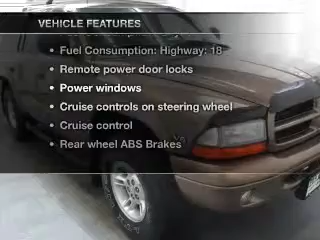 VEHICLE FEATURES
• Fuel Consumption: Highway: 18
• Remote power door locks
• Power windows
• Cruise controls on steering wheel
• Cruise control
• Rear wheel ABS Brakes